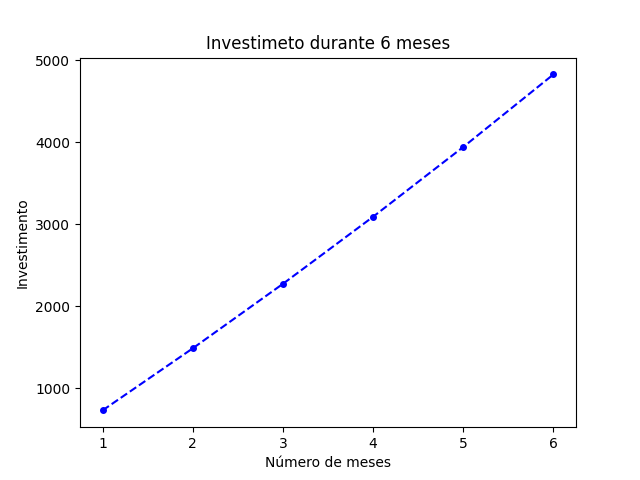 Investimeto durante 6 meses
5000
4000
3000
2000
1000
Investimento
1 2 3 4 5 6
Número de meses